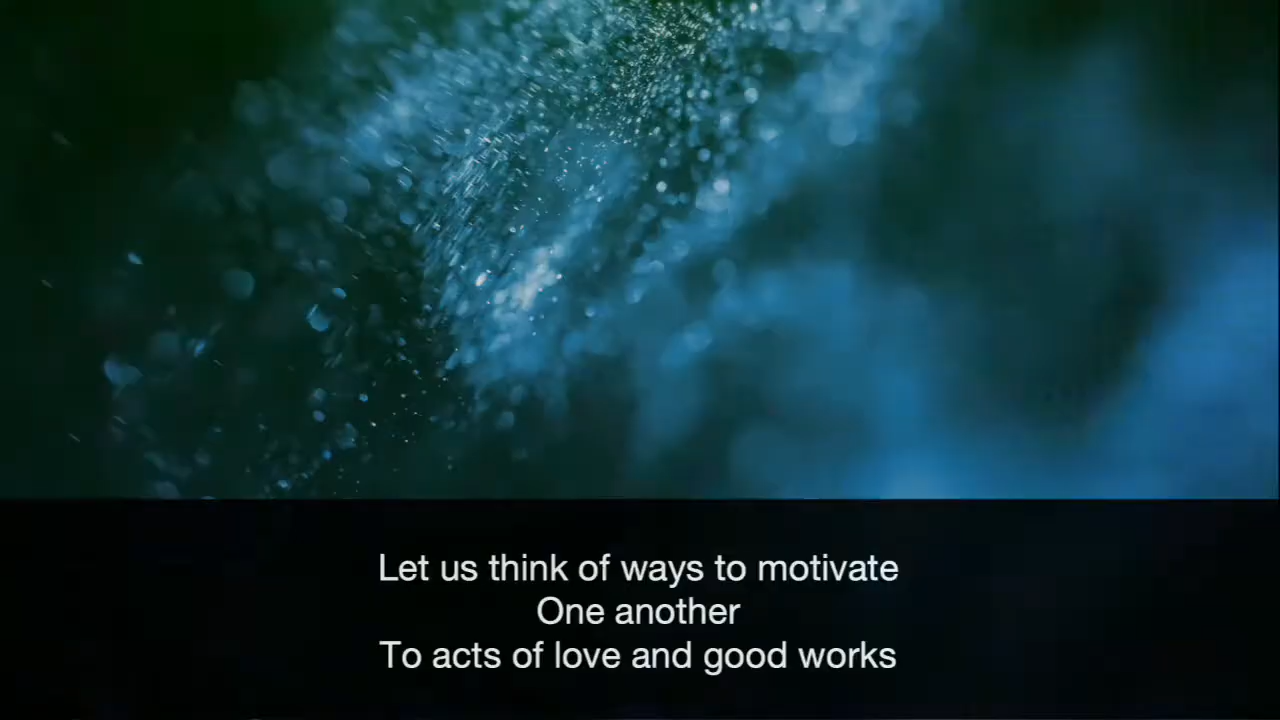 Let us think of ways to motivate
One another
To acts of love and good works